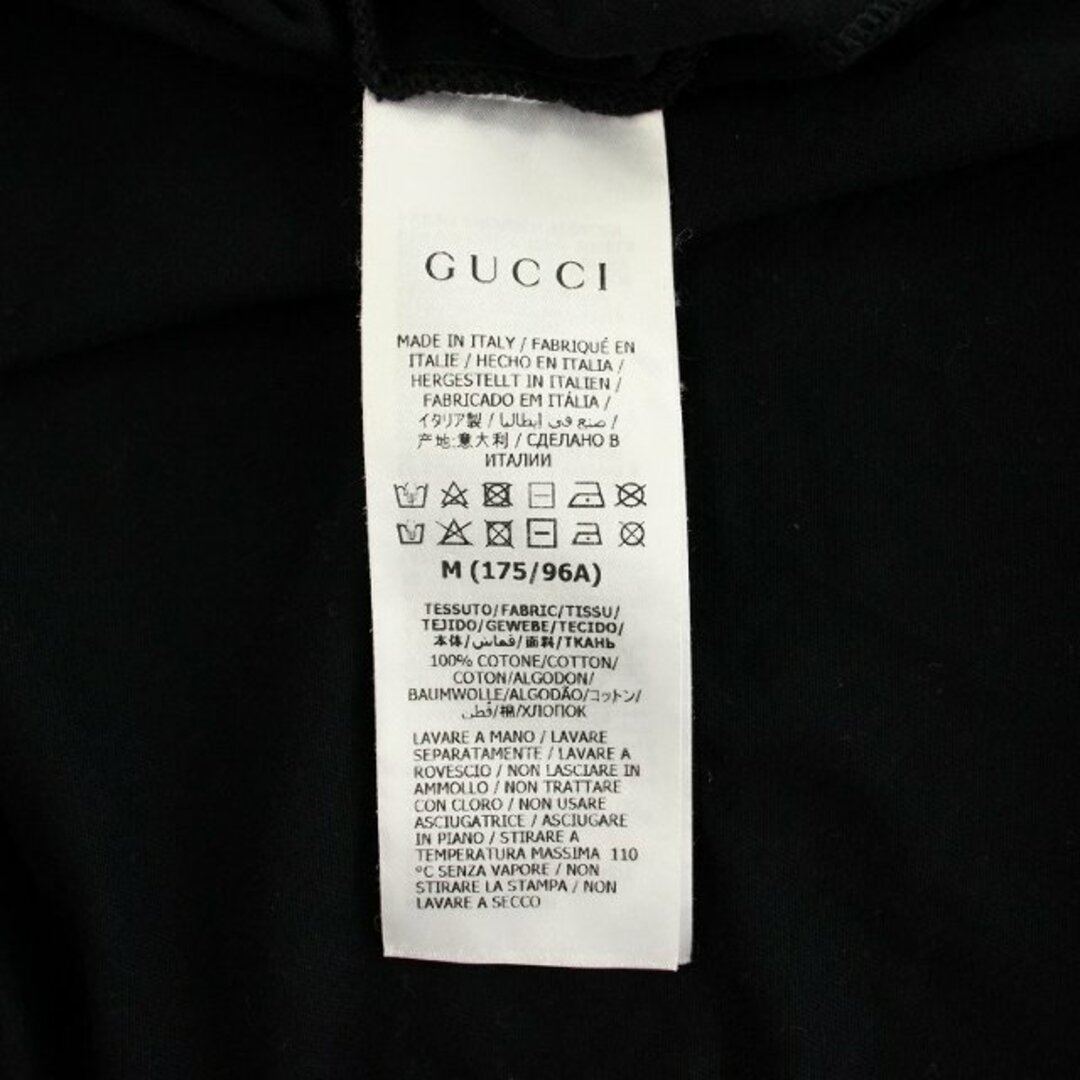 GUCCI
MADE IN ITALY / FABRIQUÉ EN
ITALIE / HECHO EN ITALIA /
HERGESTELLT IN ITALIEN /
FABRICADO EM ITÁLIA /
イタリア製 / صنع في إيطاليا /
产地:意大利 / СДЕЛАНО В
ИТАЛИИ
M (175/96A)
TESSUTO/FABRIC/TISSU/
TEJIDO/GEWEBE/TECIDO/
本体/قماش/面料/ТКАНЬ
100% COTONE/COTTON/
COTON/ALGODON/
BAUMWOLLE/ALGODÃO/コットン/
قطن/棉/ХЛОПОК
LAVARE A MANO / LAVARE
SEPARATAMENTE / LAVARE A
ROVESCIO / NON LASCIARE IN
AMMOLLO / NON TRATTARE
CON CLORO / NON USARE
ASCIUGATRICE / ASCIUGARE
IN PIANO / STIRARE A
TEMPERATURA MASSIMA 110
°C SENZA VAPORE / NON
STIRARE LA STAMPA / NON
LAVARE A SECCO